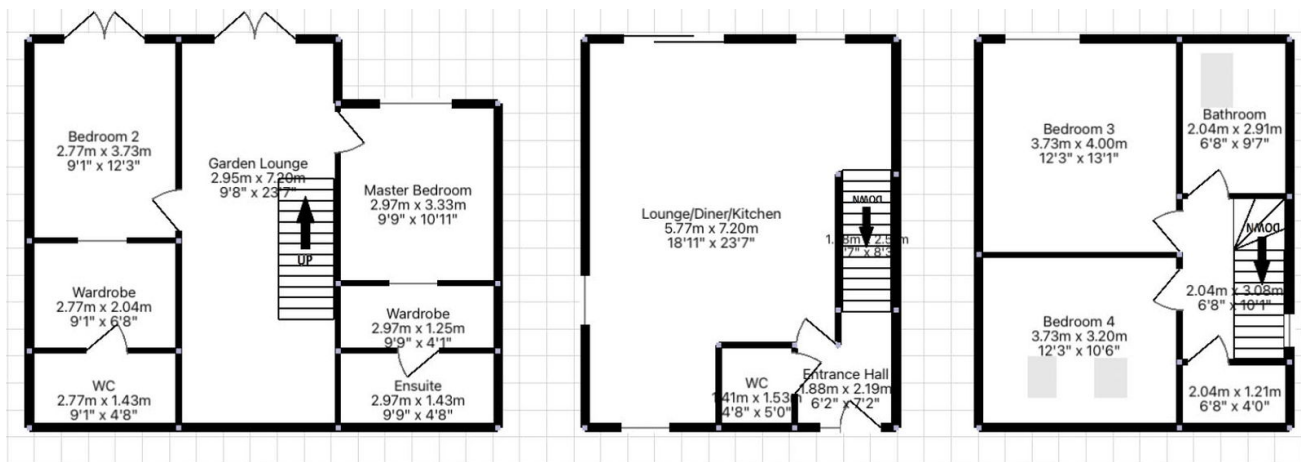 Bedroom 2
2.77m x 3.73m
9'1" x 12'3"
Garden Lounge
2.95m x 7.20m
9'8" x 23'7"
Master Bedroom
2.97m x 3.33m
9'9" x 10'11"
UP
Wardrobe
2.77m x 2.04m
9'1" x 6'8"
Wardrobe
2.97m x 1.25m
9'9" x 4'1"
WC
2.77m x 1.43m
9'1" x 4'8"
Ensuite
2.97m x 1.43m
9'9" x 4'8"
Lounge/Diner/Kitchen
5.77m x 7.20m
18'11" x 23'7"
DOWN
WC
1.41m x 1.53m
4'8" x 5'0"
Entrance Hall
1.88m x 2.19m
6'2" x 7'2"
Bedroom 3
3.73m x 4.00m
12'3" x 13'1"
Bathroom
2.04m x 2.91m
6'8" x 9'7"
DOWN
2.04m x 3.08m
6'8" x 10'1"
Bedroom 4
3.73m x 3.20m
12'3" x 10'6"
2.04m x 1.21m
6'8" x 4'0"